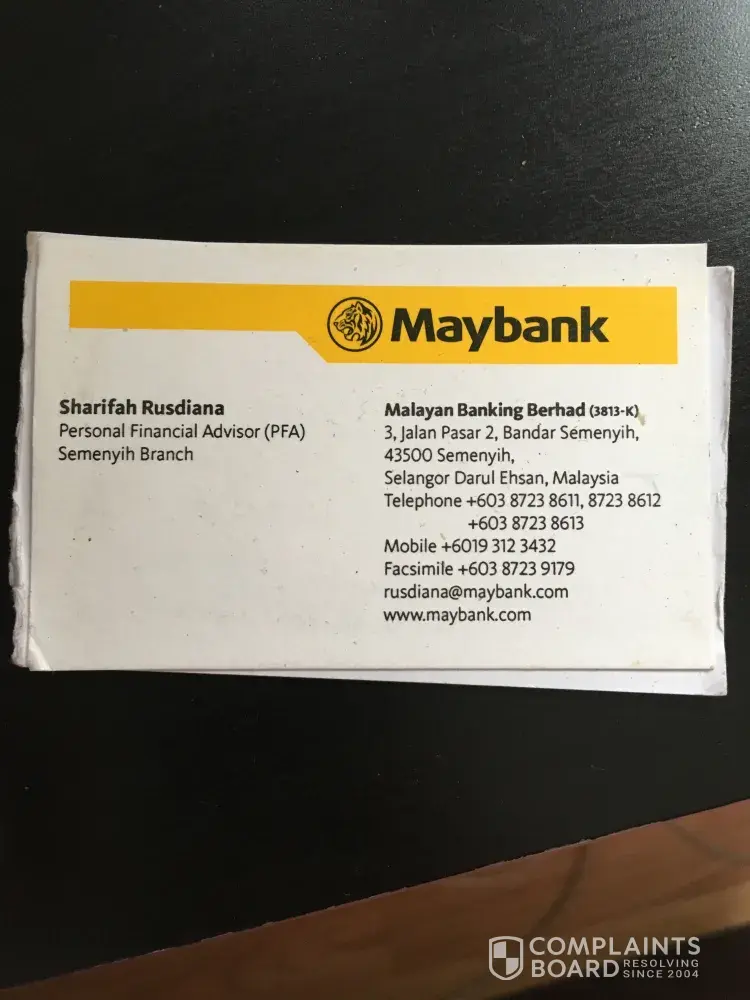 Maybank
Sharifah Rusdiana
Personal Financial Advisor (PFA)
Semenyih Branch
Malayan Banking Berhad (3813-K)
3, Jalan Pasar 2, Bandar Semenyih,
43500 Semenyih,
Selangor Darul Ehsan, Malaysia
Telephone +603 8723 8611, 8723 8612
+603 8723 8613
Mobile +6019 312 3432
Facsimile +603 8723 9179
rusdiana@maybank.com
www.maybank.com
COMPLAINTS
BOARD RESOLVING
SINCE 2004